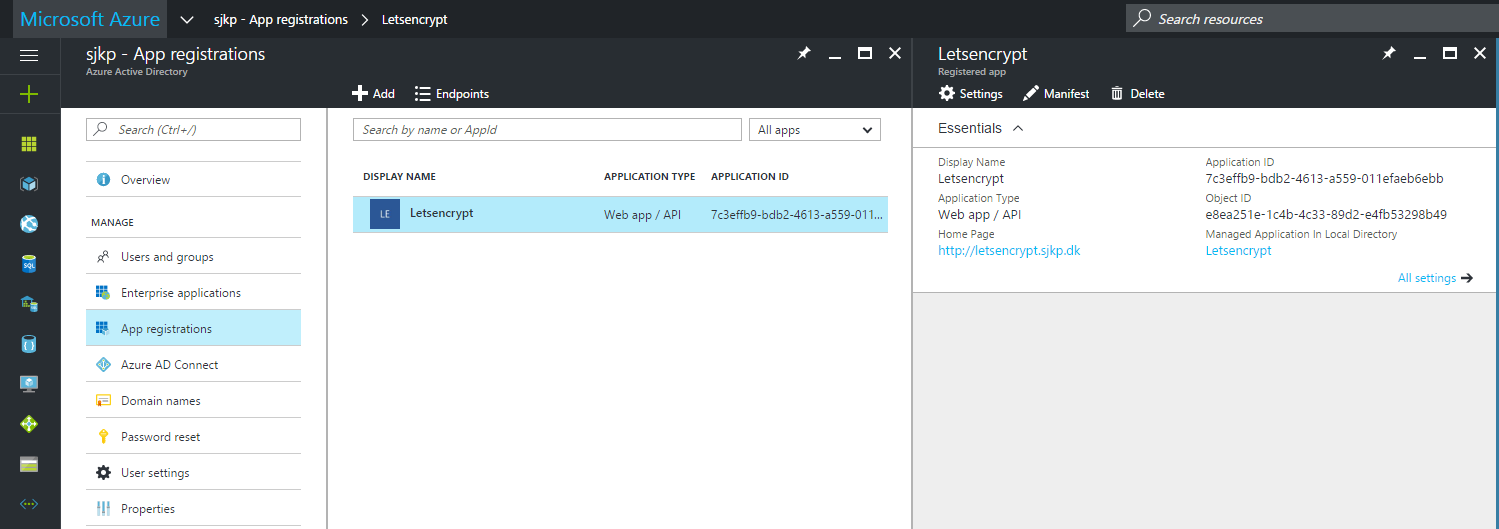 Microsoft Azure sjkp - App registrations > Letsencrypt Search resources
sjkp - App registrations
Azure Active Directory
Add Endpoints
Search (Ctrl+/)
Overview
MANAGE
Users and groups
Enterprise applications
App registrations
Azure AD Connect
Domain names
Password reset
User settings
Properties
Search by name or AppId All apps
DISPLAY NAME APPLICATION TYPE APPLICATION ID
LE Letsencrypt Web app / API 7c3effb9-bdb2-4613-a559-011...
Letsencrypt
Registered app
Settings Manifest Delete
Essentials
Display Name Application ID
Letsencrypt 7c3effb9-bdb2-4613-a559-011efaeb6ebb
Application Type Object ID
Web app / API e8ea251e-1c4b-4c33-89d2-e4fb53298b49
Home Page Managed Application In Local Directory
http://letsencrypt.sjkp.dk Letsencrypt
All settings
SQL